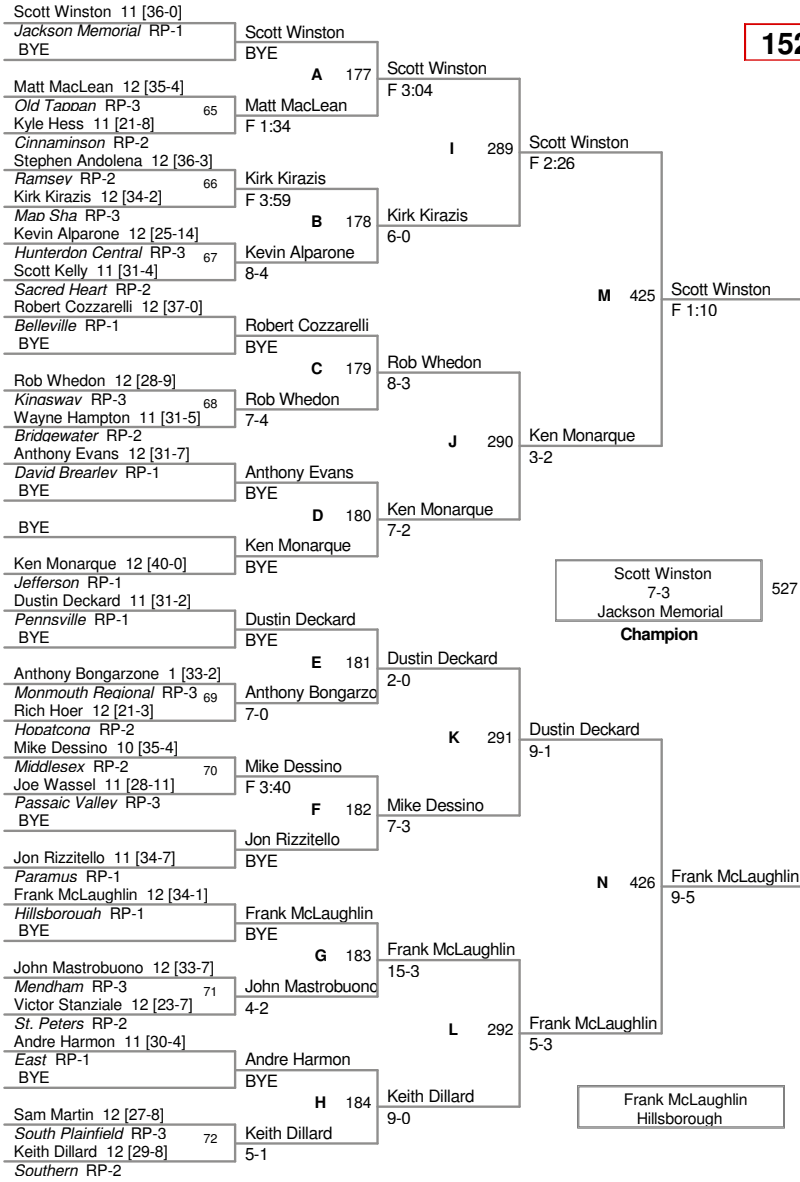 Scott Winston 11 [36-0]
Jackson Memorial RP-1
BYE
Matt MacLean 12 [35-4]
Old Tappan RP-3
65
Kyle Hess 11 [21-8]
Cinnaminson RP-2
Stephen Andolena 12 [36-3]
Ramsey RP-2
66
Kirk Kirazis 12 [34-2]
Map Sha RP-3
Kevin Alparone 12 [25-14]
Hunterdon Central RP-3
67
Scott Kelly 11 [31-4]
Sacred Heart RP-2
Robert Cozzarelli 12 [37-0]
Belleville RP-1
BYE
Rob Whedon 12 [28-9]
Kingsway RP-3
68
Wayne Hampton 11 [31-5]
Bridgewater RP-2
Anthony Evans 12 [31-7]
David Brearley RP-1
BYE
BYE
Ken Monarque 12 [40-0]
Jefferson RP-1
Dustin Deckard 11 [31-2]
Pennsville RP-1
BYE
Anthony Bongarzone 1 [33-2]
Monmouth Regional RP-3
69
Rich Hoer 12 [21-3]
Hopatcong RP-2
Mike Dessino 10 [35-4]
Middlesex RP-2
70
Joe Wassel 11 [28-11]
Passaic Valley RP-3
BYE
Jon Rizzitello 11 [34-7]
Paramus RP-1
Frank McLaughlin 12 [34-1]
Hillsborough RP-1
BYE
John Mastrobuono 12 [33-7]
Mendham RP-3
71
Victor Stanziale 12 [23-7]
St. Peters RP-2
Andre Harmon 11 [30-4]
East RP-1
BYE
Sam Martin 12 [27-8]
South Plainfield RP-3
72
Keith Dillard 12 [29-8]
Southern RP-2
Scott Winston
BYE
A 177
Matt MacLean
F 1:34
Kirk Kirazis
F 3:59
B 178
Kevin Alparone
8-4
Robert Cozzarelli
BYE
C 179
Rob Whedon
7-4
Anthony Evans
BYE
D 180
Ken Monarque
BYE
Dustin Deckard
BYE
E 181
Anthony Bongarzo
7-0
Mike Dessino
F 3:40
F 182
Jon Rizzitello
BYE
Frank McLaughlin
BYE
G 183
John Mastrobuono
4-2
Andre Harmon
BYE
H 184
Keith Dillard
5-1
Scott Winston
F 3:04
I 289
Kirk Kirazis
6-0
Rob Whedon
8-3
J 290
Ken Monarque
7-2
Dustin Deckard
2-0
K 291
Mike Dessino
7-3
Frank McLaughlin
15-3
L 292
Keith Dillard
9-0
Scott Winston
F 2:26
M 425
Ken Monarque
3-2
Dustin Deckard
9-1
N 426
Frank McLaughlin
5-3
152
Scott Winston
F 1:10
Scott Winston
7-3
Jackson Memorial
527
Champion
Frank McLaughlin
9-5
Frank McLaughlin
Hillsborough